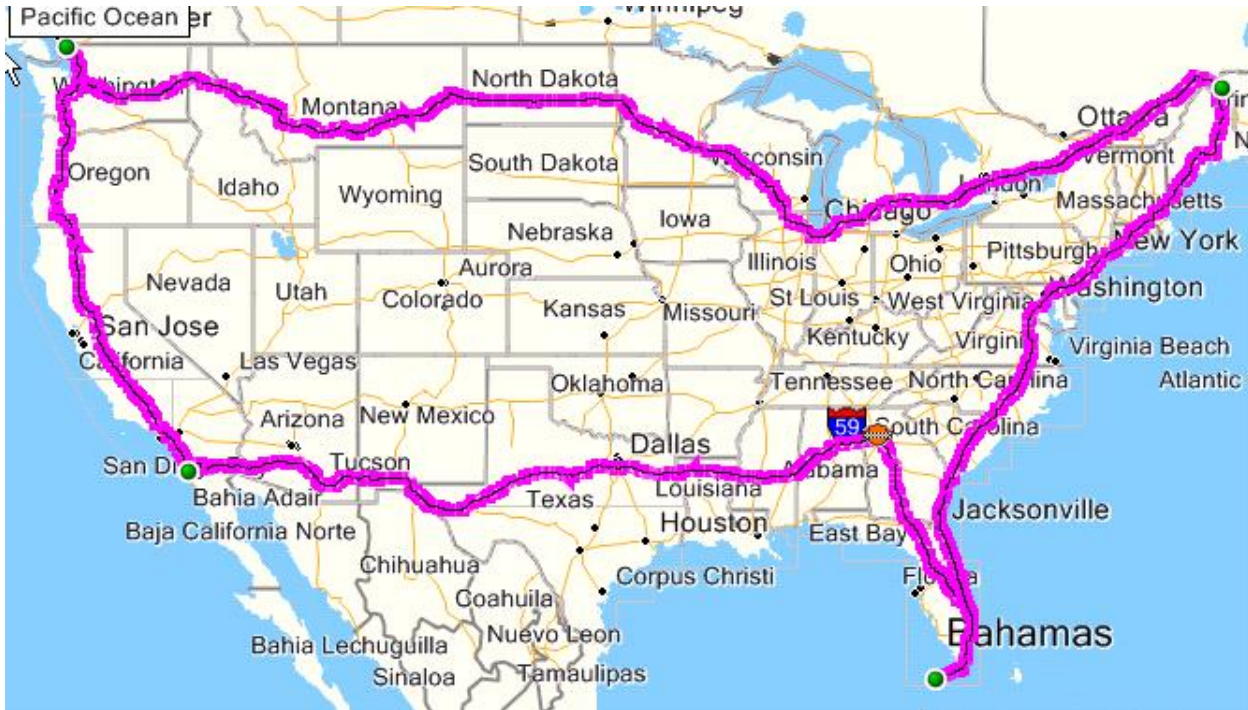 Pacific Ocean
Winnipeg
Washington
North Dakota
Montana
Ottawa
Oregon
Wisconsin
Vermont
South Dakota
Idaho
London
Wyoming
Massachusetts
Chicago
Iowa
Nebraska
New York
Pittsburgh
Illinois
Ohio
Aurora
Nevada
Utah
Colorado
Washington
St Louis
West Virginia
Kansas
Missouri
San Jose
Kentucky
Virginia
Virginia Beach
California
Las Vegas
Atlantic
Oklahoma
Tennessee
North Carolina
Arizona
New Mexico
59
South Carolina
Dallas
Tucson
Alabama
Bahia Adair
Texas
Louisiana
Jacksonville
Houston
Baja California Norte
East Bay
Chihuahua
Corpus Christi
Florida
Coahuila
Bahamas
Nuevo Leon
Bahia Lechuguilla
Sinaloa
Tamaulipas